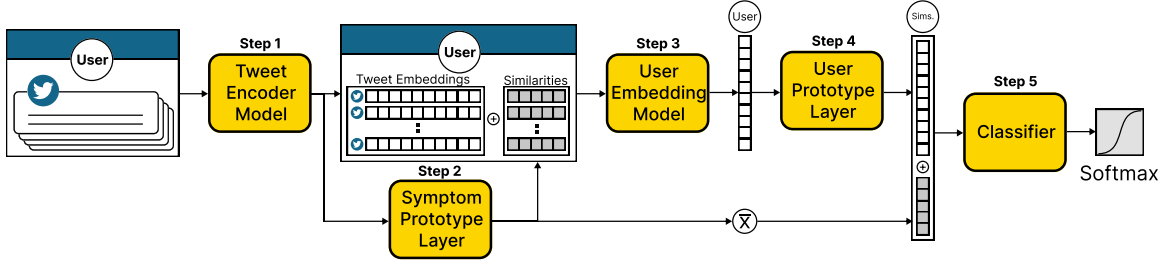 User
Step 1
Tweet
Encoder
Model
User
Tweet Embeddings
Similarities
Step 2
Symptom
Prototype
Layer
Step 3
User
Embedding
Model
User
Step 4
User
Prototype
Layer
x̅
Sims.
Step 5
Classifier
Softmax